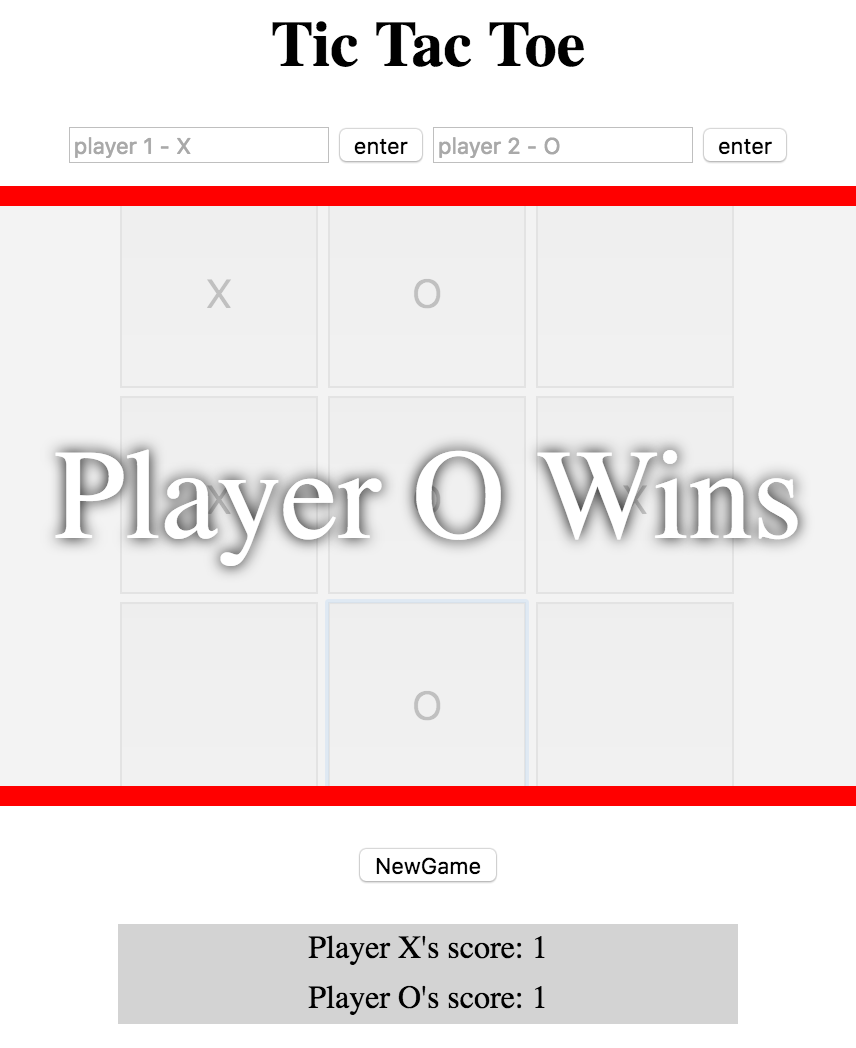 Tic Tac Toe
player 1 - X enter player 2 - O enter
X O
X O X
Player O Wins
O
NewGame
Player X's score: 1
Player O's score: 1